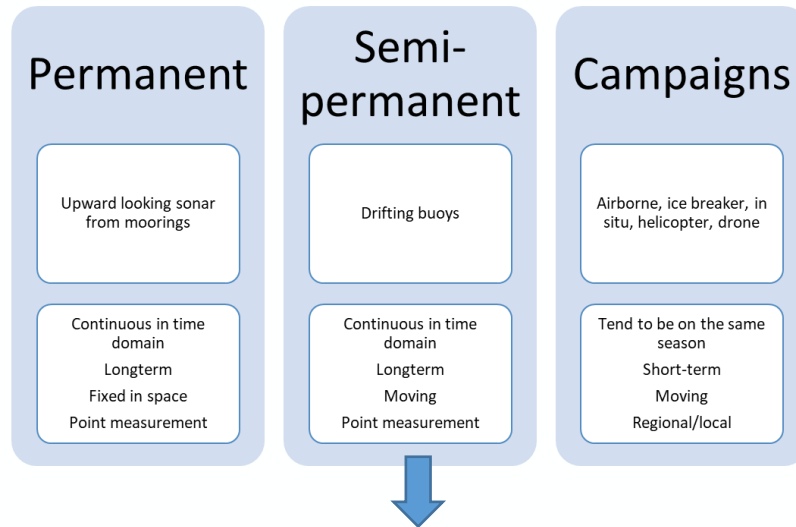 Permanent
Upward looking sonar
from moorings
Continuous in time
domain
Longterm
Fixed in space
Point measurement
Semi-
permanent
Drifting buoys
Continuous in time
domain
Longterm
Moving
Point measurement
Campaigns
Airborne, ice breaker, in
situ, helicopter, drone
Tend to be on the same
season
Short-term
Moving
Regional/local